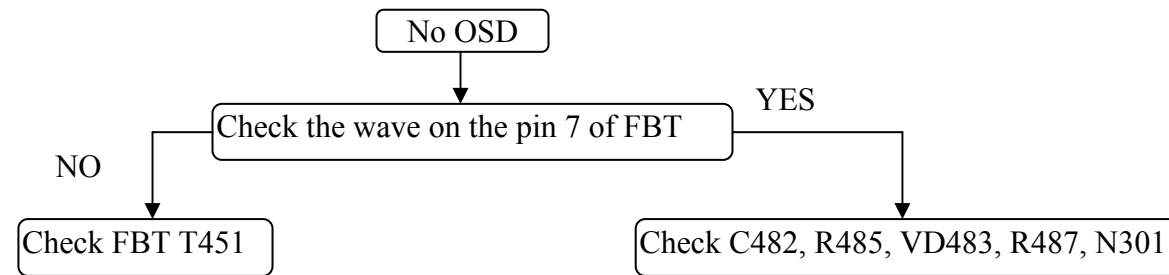 No OSD
Check the wave on the pin 7 of FBT
YES
NO
Check FBT T451
Check C482, R485, VD483, R487, N301